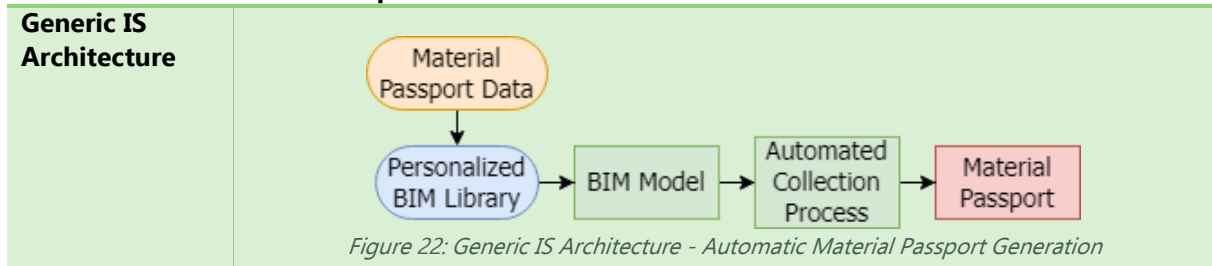 Generic IS
Architecture
Material
Passport Data
Personalized
BIM Library
BIM Model
Automated
Collection
Process
Material
Passport
Figure 22: Generic IS Architecture - Automatic Material Passport Generation